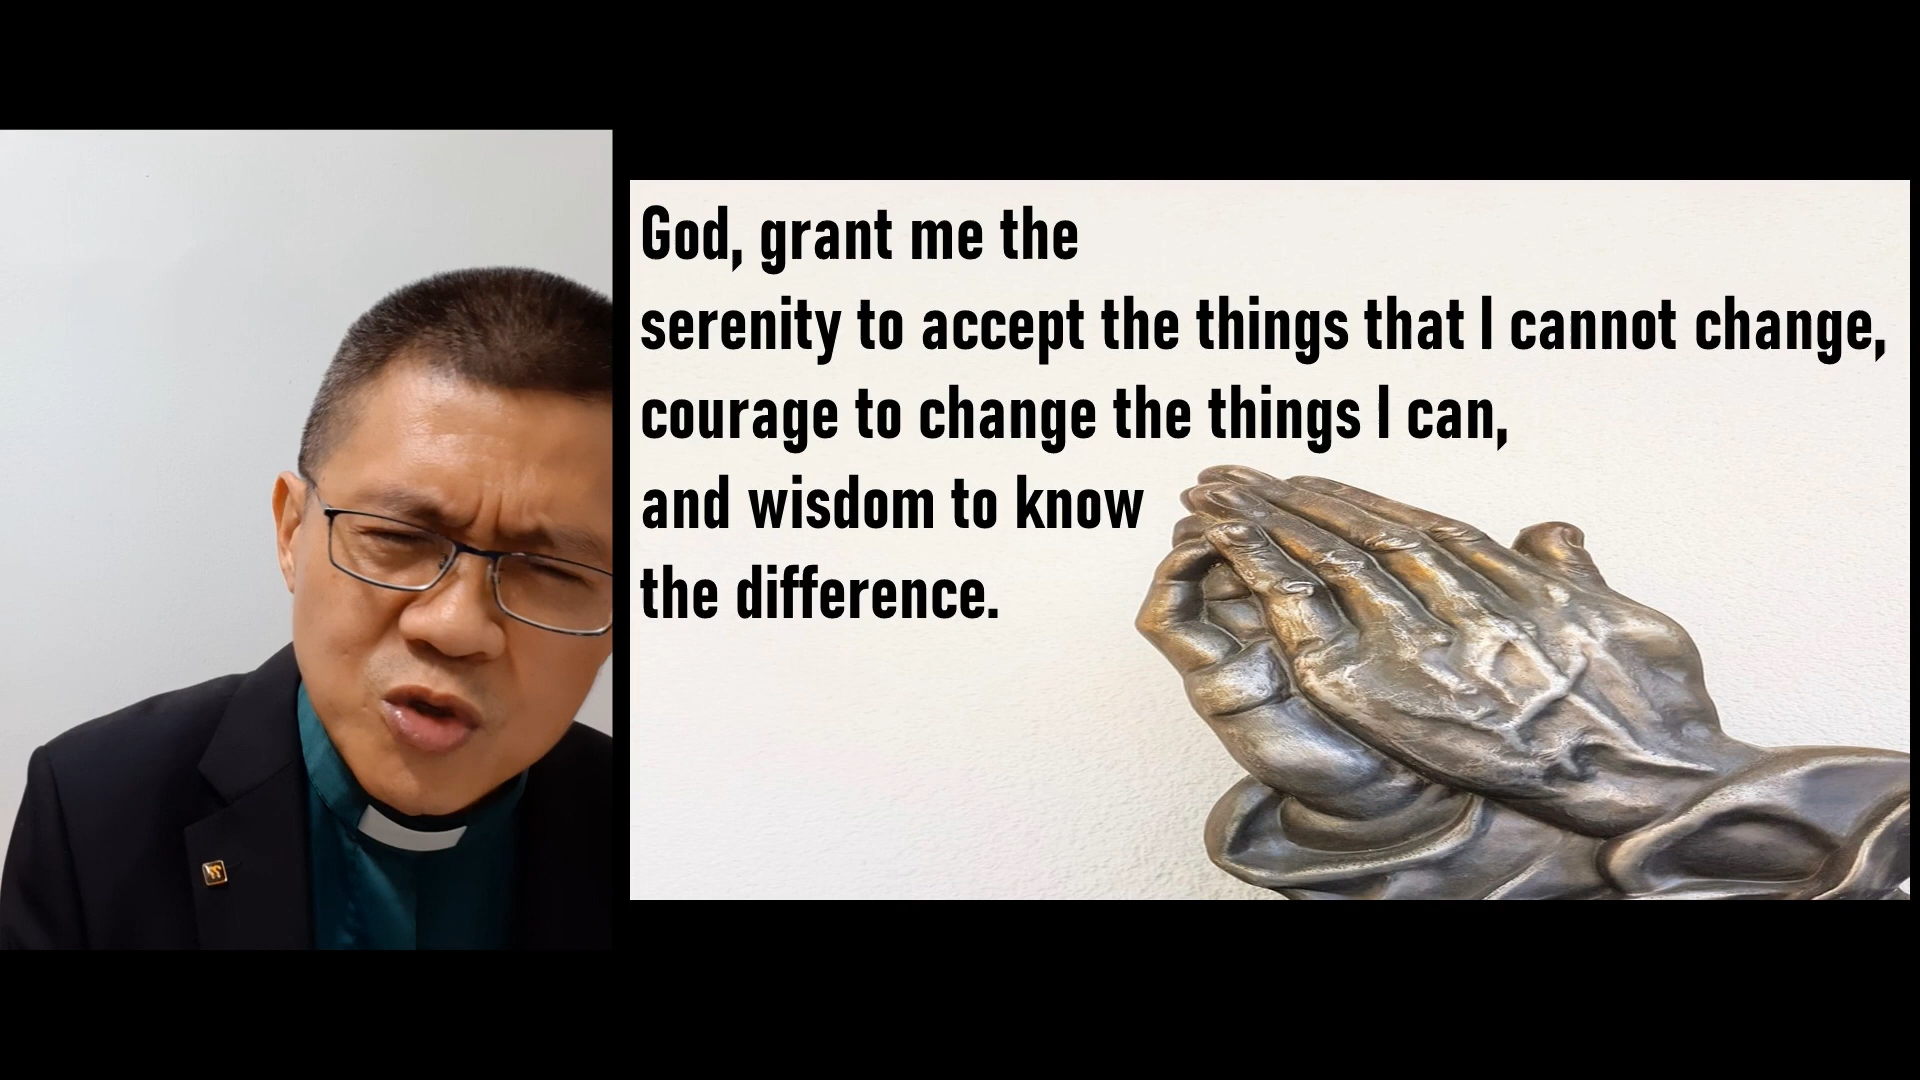 God, grant me the
serenity to accept the things that I cannot change,
courage to change the things I can,
and wisdom to know
the difference.